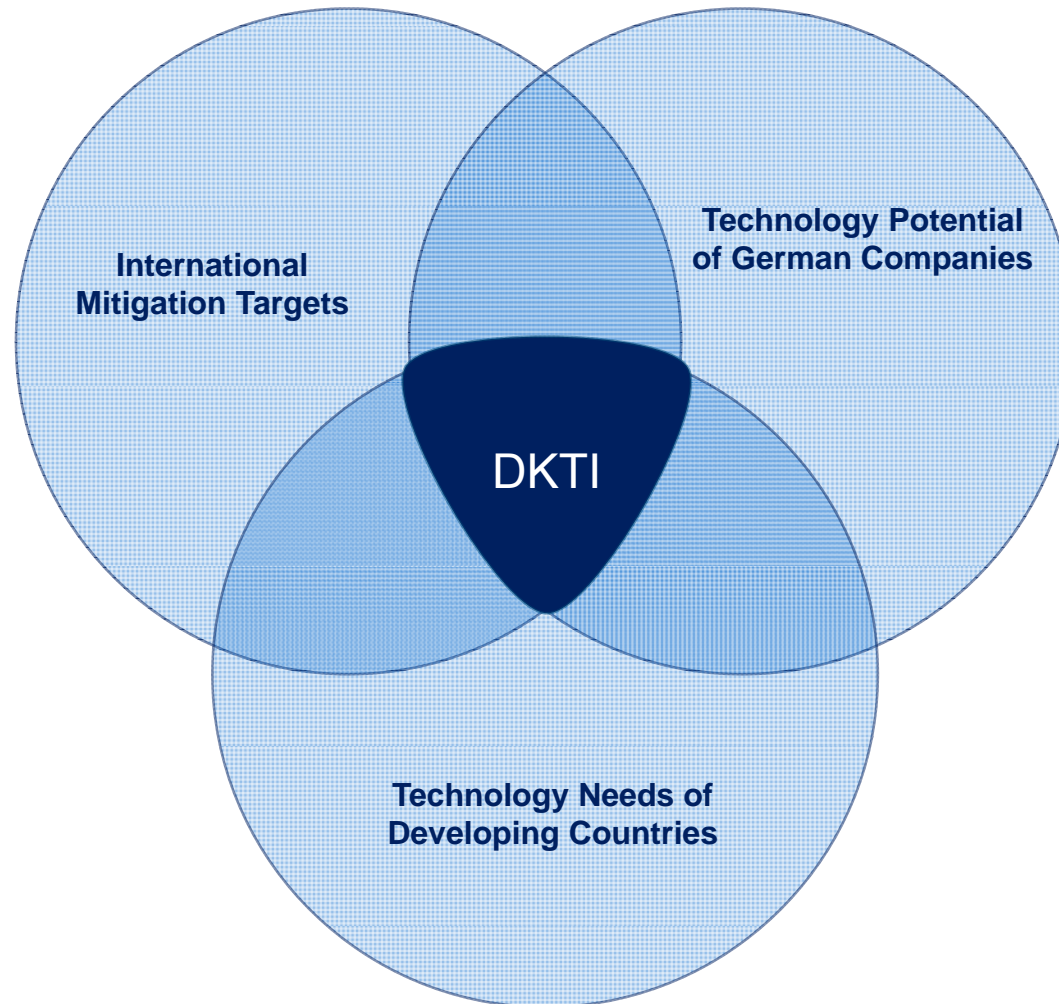 International
Mitigation Targets
Technology Potential
of German Companies
DKTI
Technology Needs of
Developing Countries